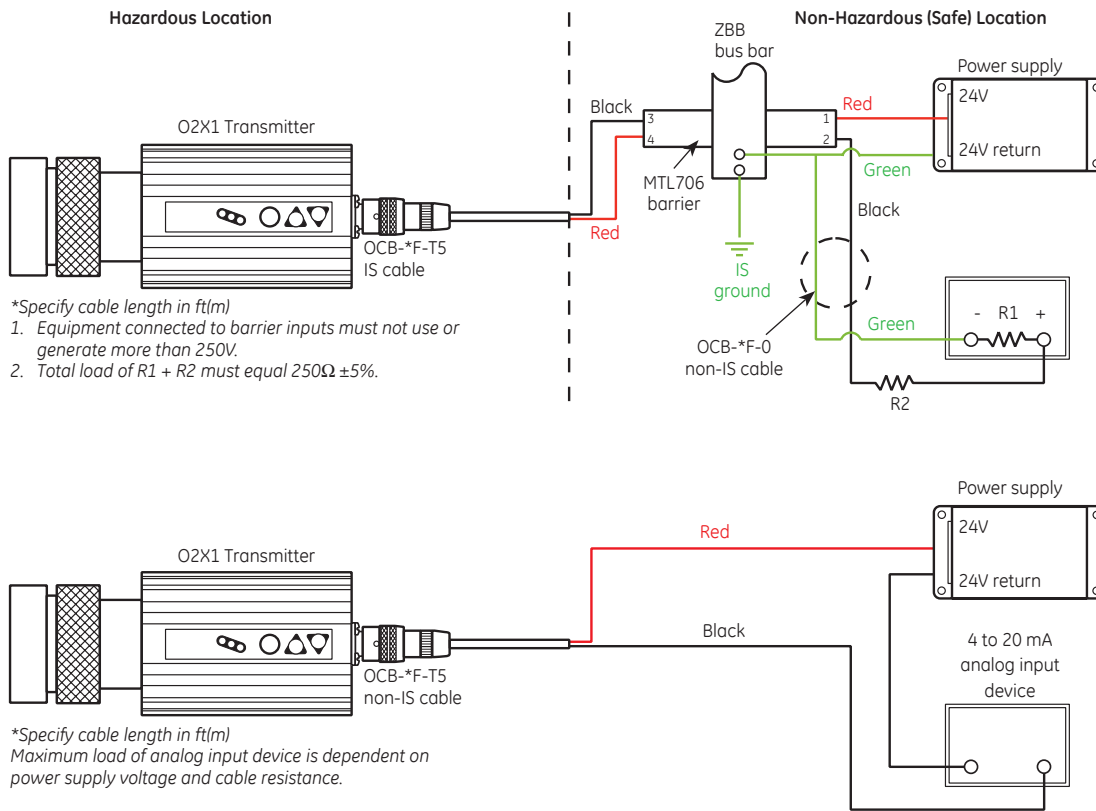 Hazardous Location
Non-Hazardous (Safe) Location
ZBB
bus bar
Power supply
O2X1 Transmitter
Black
3
4
1
2
Red
24V
24V return
Green
MTL706
barrier
Black
Red
OCB-*F-T5
IS cable
IS
ground
*Specify cable length in ft(m)
1. Equipment connected to barrier inputs must not use or
generate more than 250V.
2. Total load of R1 + R2 must equal 250Ω ±5%.
OCB-*F-0
non-IS cable
Green
- R1 +
R2
Power supply
24V
24V return
Red
O2X1 Transmitter
Black
OCB-*F-T5
non-IS cable
4 to 20 mA
analog input
device
*Specify cable length in ft(m)
Maximum load of analog input device is dependent on
power supply voltage and cable resistance.